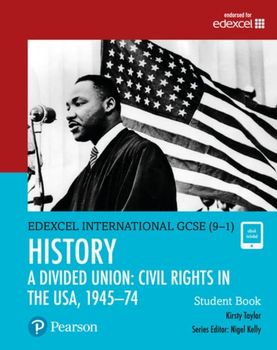 endorsed for
edexcel
EDEXCEL INTERNATIONAL GCSE (9–1)
HISTORY
A DIVIDED UNION: CIVIL RIGHTS IN
THE USA, 1945–74
Student Book
Kirsty Taylor
Series Editor: Nigel Kelly
Pearson